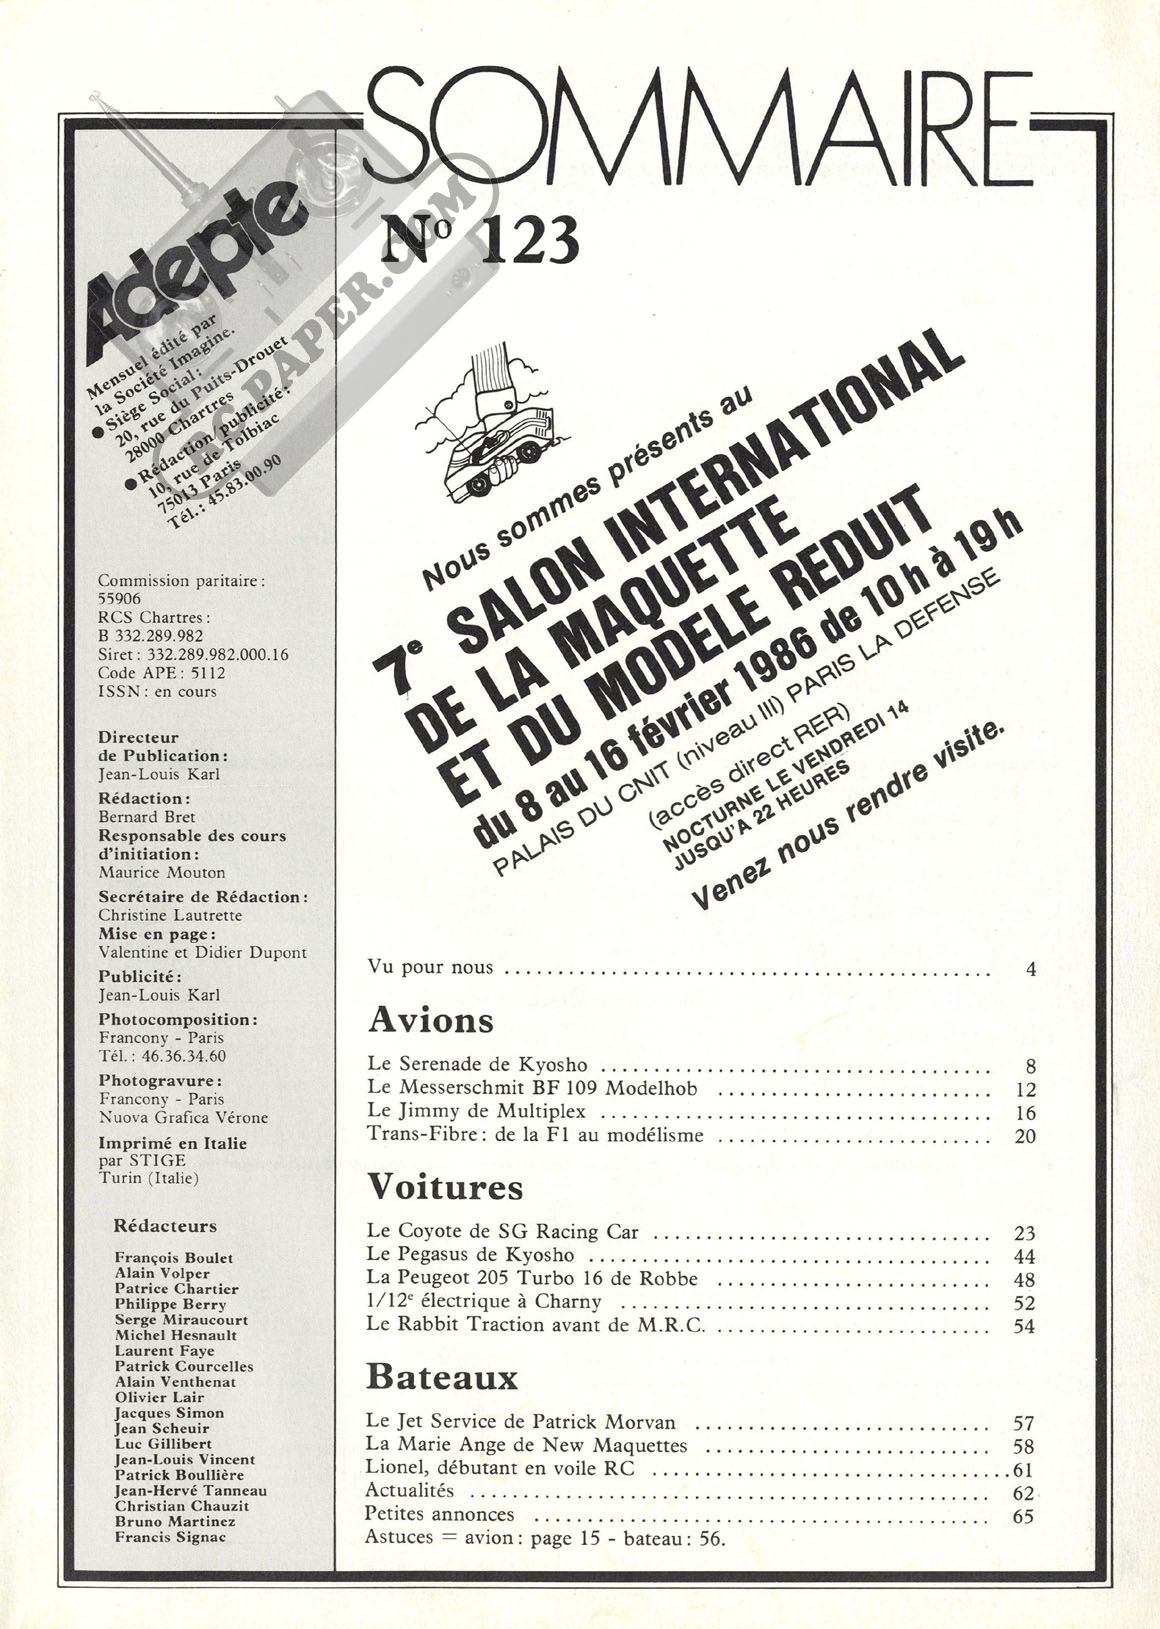 SOMMAIRE
Nº 123
Adepte
RC-PAPER.COM
Mensuel édité par
la Société Imagine.
● Siège Social :
20, rue du Puits-Drouet
28000 Chartres
● Rédaction/publicité :
10, rue de Tolbiac
75013 Paris
Tél. : 45.83.00.90
Commission paritaire :
55906
RCS Chartres :
B 332.289.982
Siret : 332.289.982.000.16
Code APE : 5112
ISSN : en cours
Directeur
de Publication :
Jean-Louis Karl
Rédaction :
Bernard Bret
Responsable des cours
d'initiation :
Maurice Mouton
Secrétaire de Rédaction :
Christine Lautrette
Mise en page :
Valentine et Didier Dupont
Publicité :
Jean-Louis Karl
Photocomposition :
Francony - Paris
Tél. : 46.36.34.60
Photogravure :
Francony - Paris
Nuova Grafica Vérone
Imprimé en Italie
par STIGE
Turin (Italie)
Rédacteurs
François Boulet
Alain Volper
Patrice Chartier
Philippe Berry
Serge Miraucourt
Michel Hesnault
Laurent Faye
Patrick Courcelles
Alain Venthenat
Olivier Lair
Jacques Simon
Jean Scheuir
Luc Gillibert
Jean-Louis Vincent
Patrick Boullière
Jean-Hervé Tanneau
Christian Chauzit
Bruno Martinez
Francis Signac
Nous sommes présents au
7e SALON INTERNATIONAL
DE LA MAQUETTE
ET DU MODELE REDUIT
du 8 au 16 février 1986 de 10 h à 19 h
PALAIS DU CNIT (niveau III) PARIS LA DEFENSE
(accès direct RER)
NOCTURNE LE VENDREDI 14
JUSQU'A 22 HEURES
Venez nous rendre visite.
Vu pour nous ........................................ 4
Avions
Le Serenade de Kyosho ................................ 8
Le Messerschmit BF 109 Modelhob ...................... 12
Le Jimmy de Multiplex ................................ 16
Trans-Fibre : de la F1 au modélisme .................. 20
Voitures
Le Coyote de SG Racing Car ........................... 23
Le Pegasus de Kyosho ................................. 44
La Peugeot 205 Turbo 16 de Robbe ..................... 48
1/12e électrique à Charny ............................ 52
Le Rabbit Traction avant de M.R.C. ................... 54
Bateaux
Le Jet Service de Patrick Morvan ..................... 57
La Marie Ange de New Maquettes ....................... 58
Lionel, débutant en voile RC ......................... 61
Actualités ........................................... 62
Petites annonces ..................................... 65
Astuces = avion : page 15 - bateau : 56.